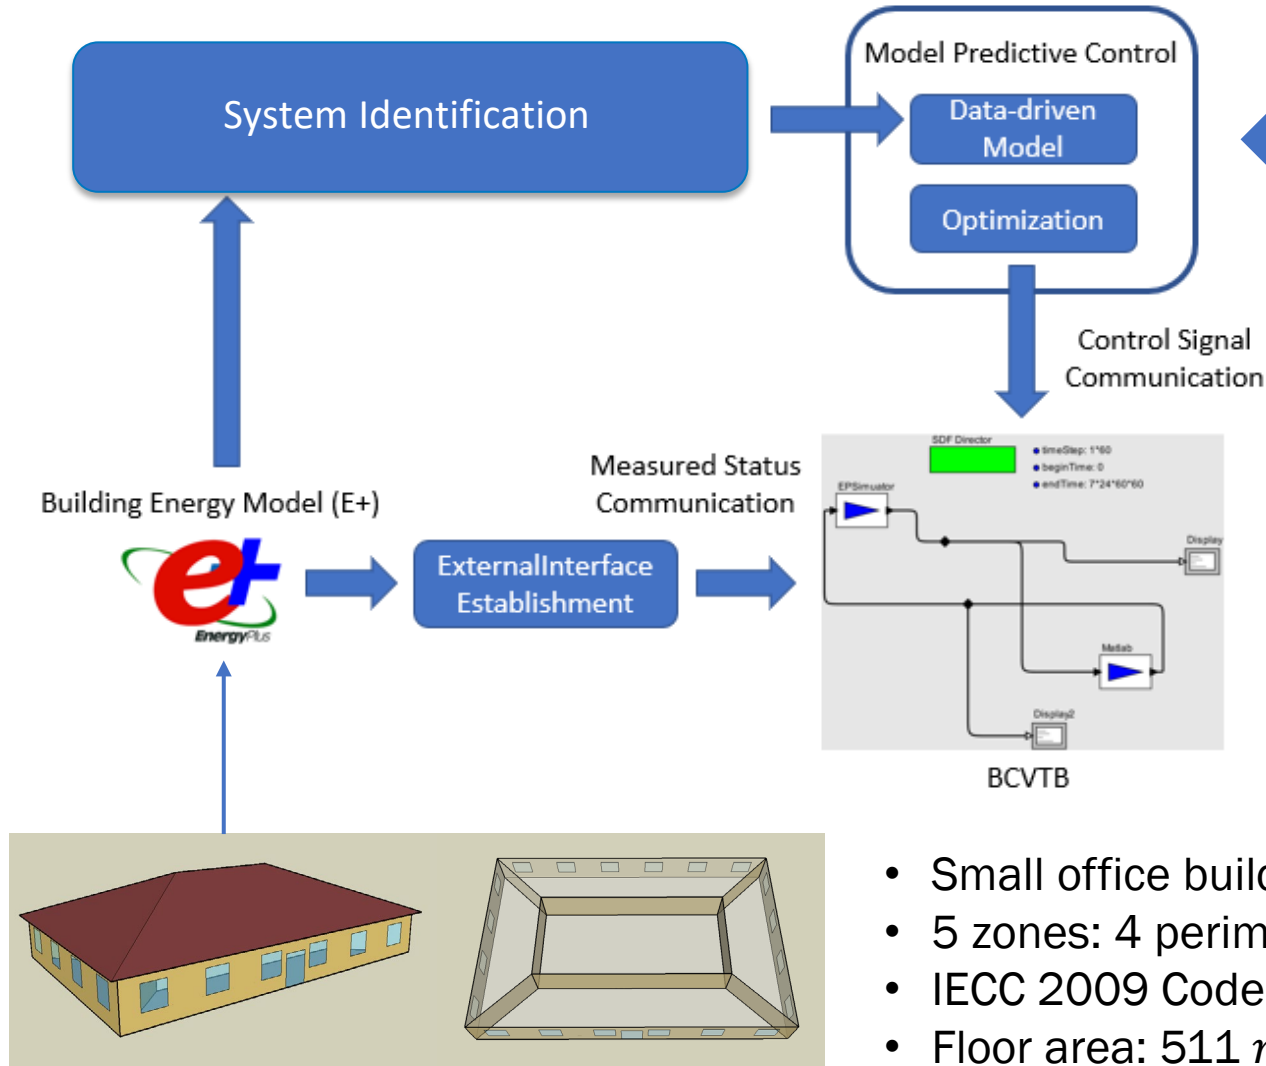 System Identification
Model Predictive Control
Data-driven
Model
Optimization
Control Signal
Communication
Measured Status
Communication
Building Energy Model (E+)
e+
EnergyPlus
ExternalInterface
Establishment
SDF Director
timeStep: 1*60
beginTime: 0
endTime: 7*24*60*60
EPSimuator
Display
Matlab
Display2
BCVTB
• Small office build
• 5 zones: 4 perim
• IECC 2009 Code
• Floor area: 511